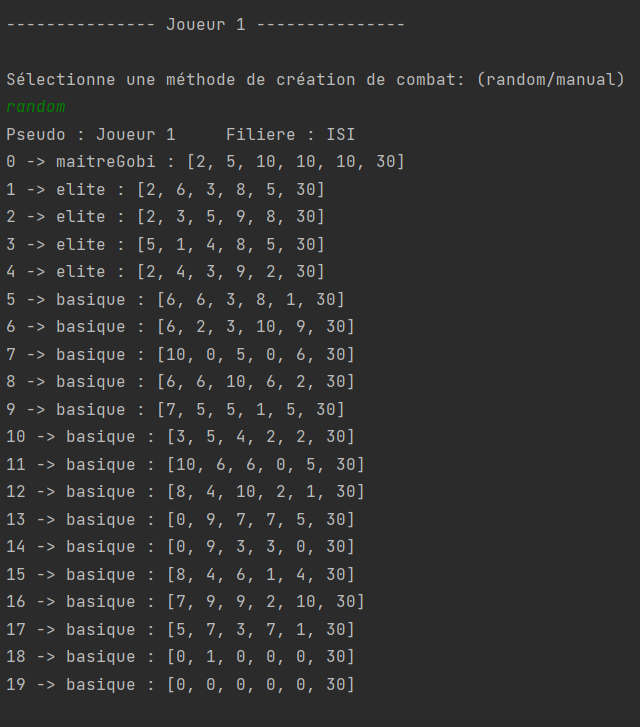 --------------- Joueur 1 ---------------
Sélectionne une méthode de création de combat: (random/manual)
random
Pseudo : Joueur 1     Filiere : ISI
0 -> maitreGobi : [2, 5, 10, 10, 10, 30]
1 -> elite : [2, 6, 3, 8, 5, 30]
2 -> elite : [2, 3, 5, 9, 8, 30]
3 -> elite : [5, 1, 4, 8, 5, 30]
4 -> elite : [2, 4, 3, 9, 2, 30]
5 -> basique : [6, 6, 3, 8, 1, 30]
6 -> basique : [6, 2, 3, 10, 9, 30]
7 -> basique : [10, 0, 5, 0, 6, 30]
8 -> basique : [6, 6, 10, 6, 2, 30]
9 -> basique : [7, 5, 5, 1, 5, 30]
10 -> basique : [3, 5, 4, 2, 2, 30]
11 -> basique : [10, 6, 6, 0, 5, 30]
12 -> basique : [8, 4, 10, 2, 1, 30]
13 -> basique : [0, 9, 7, 7, 5, 30]
14 -> basique : [0, 9, 3, 3, 0, 30]
15 -> basique : [8, 4, 6, 1, 4, 30]
16 -> basique : [7, 9, 9, 2, 10, 30]
17 -> basique : [5, 7, 3, 7, 1, 30]
18 -> basique : [0, 1, 0, 0, 0, 30]
19 -> basique : [0, 0, 0, 0, 0, 30]